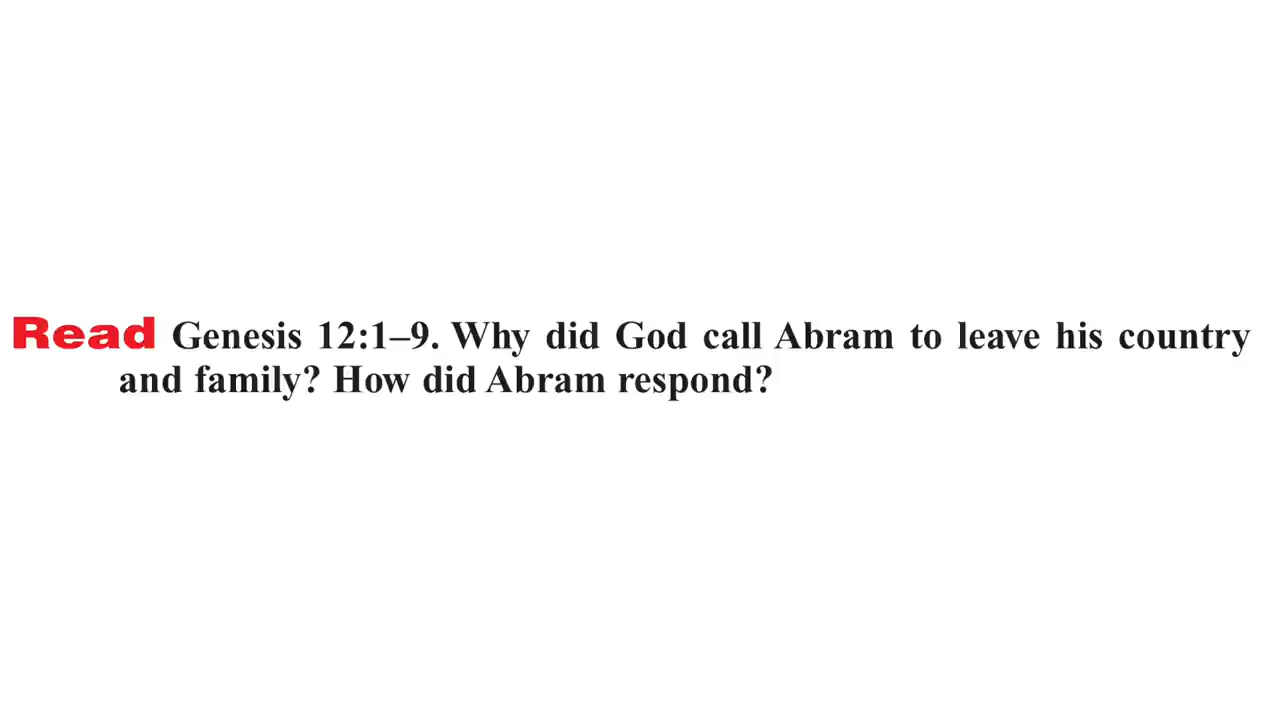 Read Genesis 12:1–9. Why did God call Abram to leave his country
and family? How did Abram respond?